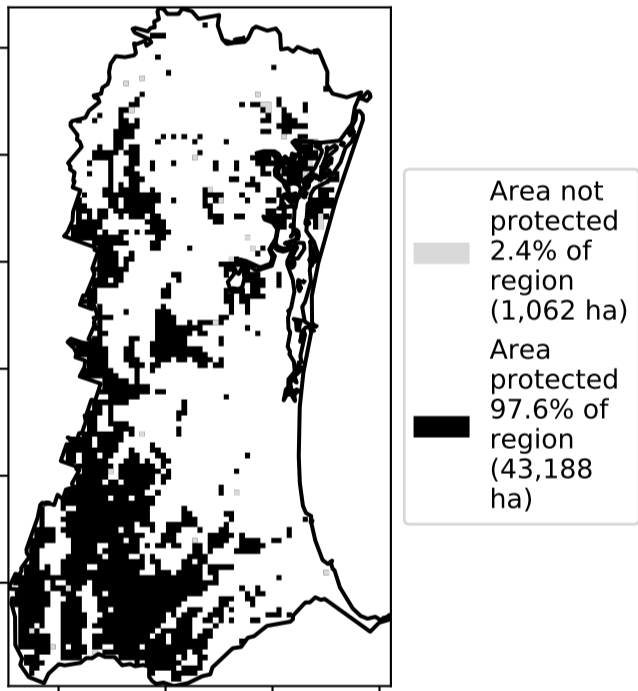 Area not
protected
2.4% of
region
(1,062 ha)
Area
protected
97.6% of
region
(43,188
ha)